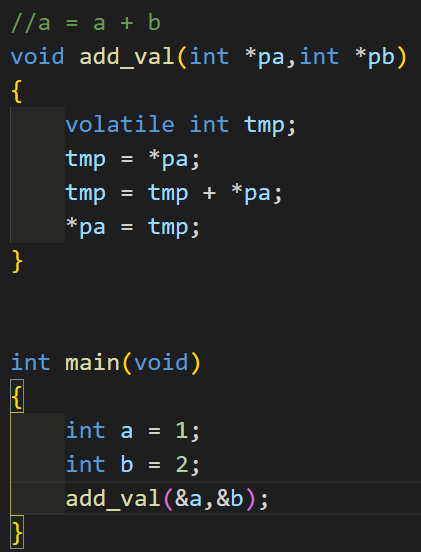 //a = a + b
void add_val(int *pa,int *pb)
{
    volatile int tmp;
    tmp = *pa;
    tmp = tmp + *pa;
    *pa = tmp;
}
int main(void)
{
    int a = 1;
    int b = 2;
    add_val(&a,&b);
}